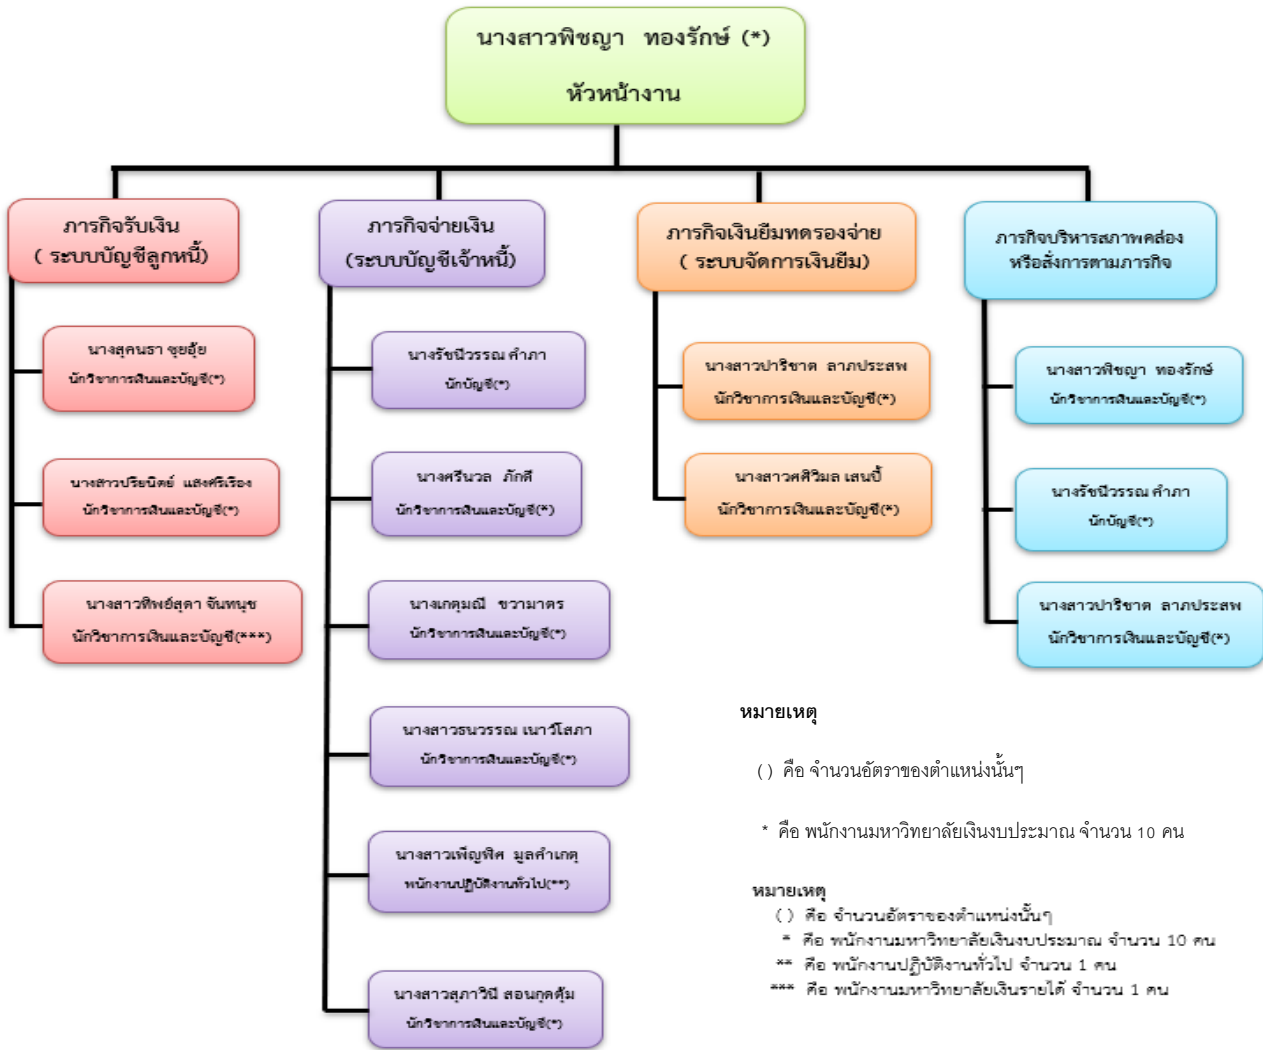 นางสาวพิชญา ทองรักษ์ (*)
หัวหน้างาน
ภารกิจรับเงิน
( ระบบบัญชีลูกหนี้)
นางสุคนธา ซุยอุ้ย
นักวิชาการเงินและบัญชี(*)
นางสาวปรียนิตย์ แสงศรีเรือง
นักวิชาการเงินและบัญชี(*)
นางสาวทิพย์สุดา จันทนุช
นักวิชาการเงินและบัญชี(***)
ภารกิจจ่ายเงิน
(ระบบบัญชีเจ้าหนี้)
นางรัชนีวรรณ คำภา
นักบัญชี(*)
นางศรีนวล ภักดี
นักวิชาการเงินและบัญชี(*)
นางเกตุมณี ชวามาตร
นักวิชาการเงินและบัญชี(*)
นางสาวธนวรรณ เนาว์โสภา
นักวิชาการเงินและบัญชี(*)
นางสาวเพ็ญพิศ มูลคำเกตุ
พนักงานปฏิบัติงานทั่วไป(**)
นางสาวสุภาวินี สอนกุดตุ้ม
นักวิชาการเงินและบัญชี(*)
ภารกิจเงินยืมทดรองจ่าย
( ระบบจัดการเงินยืม)
นางสาวปาริชาต ลาภประสพ
นักวิชาการเงินและบัญชี(*)
นางสาวศศิวิมล เสนปี้
นักวิชาการเงินและบัญชี(*)
ภารกิจบริหารสภาพคล่อง
หรือสั่งการตามภารกิจ
นางสาวพิชญา ทองรักษ์
นักวิชาการเงินและบัญชี(*)
นางรัชนีวรรณ คำภา
นักบัญชี(*)
นางสาวปาริชาต ลาภประสพ
นักวิชาการเงินและบัญชี(*)
หมายเหตุ
( ) คือ จำนวนอัตราของตำแหน่งนั้นๆ
* คือ พนักงานมหาวิทยาลัยเงินงบประมาณ จำนวน 10 คน
หมายเหตุ
( ) คือ จำนวนอัตราของตำแหน่งนั้นๆ
* คือ พนักงานมหาวิทยาลัยเงินงบประมาณ จำนวน 10 คน
** คือ พนักงานปฏิบัติงานทั่วไป จำนวน 1 คน
*** คือ พนักงานมหาวิทยาลัยเงินรายได้ จำนวน 1 คน